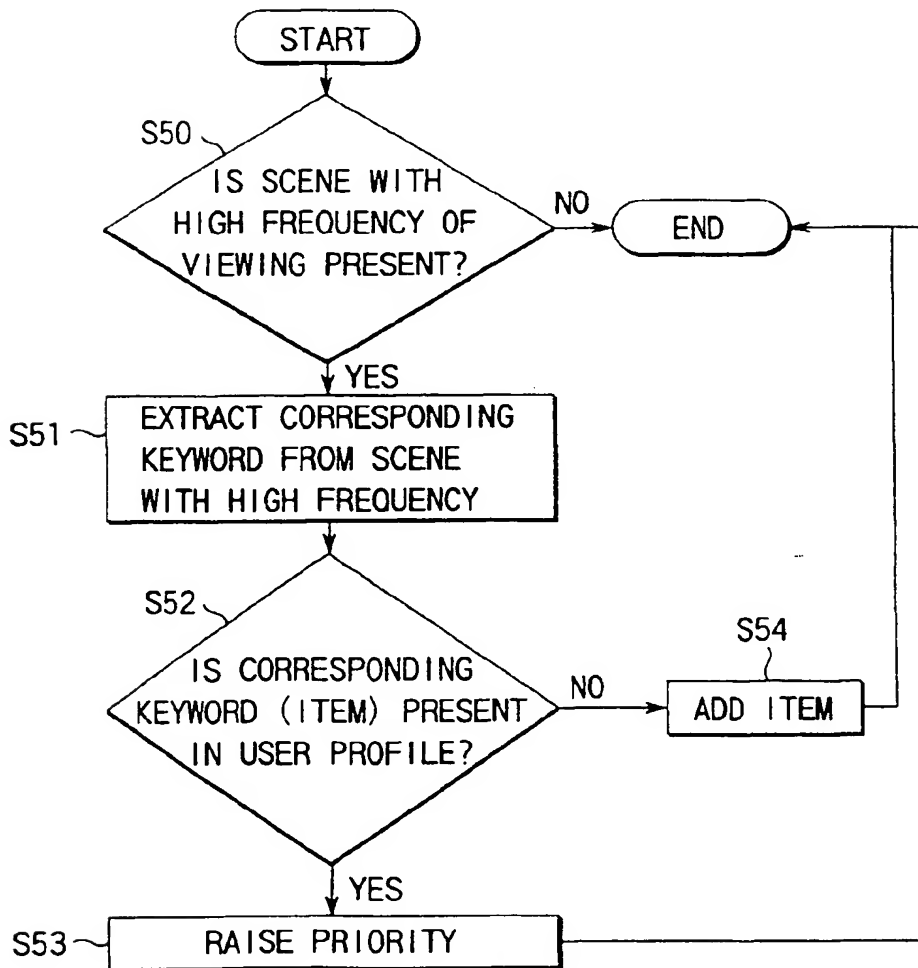 START
S50
IS SCENE WITH
HIGH FREQUENCY OF
VIEWING PRESENT?
NO
END
YES
S51
EXTRACT CORRESPONDING
KEYWORD FROM SCENE
WITH HIGH FREQUENCY
S52
IS CORRESPONDING
KEYWORD (ITEM) PRESENT
IN USER PROFILE?
NO
S54
ADD ITEM
YES
S53
RAISE PRIORITY